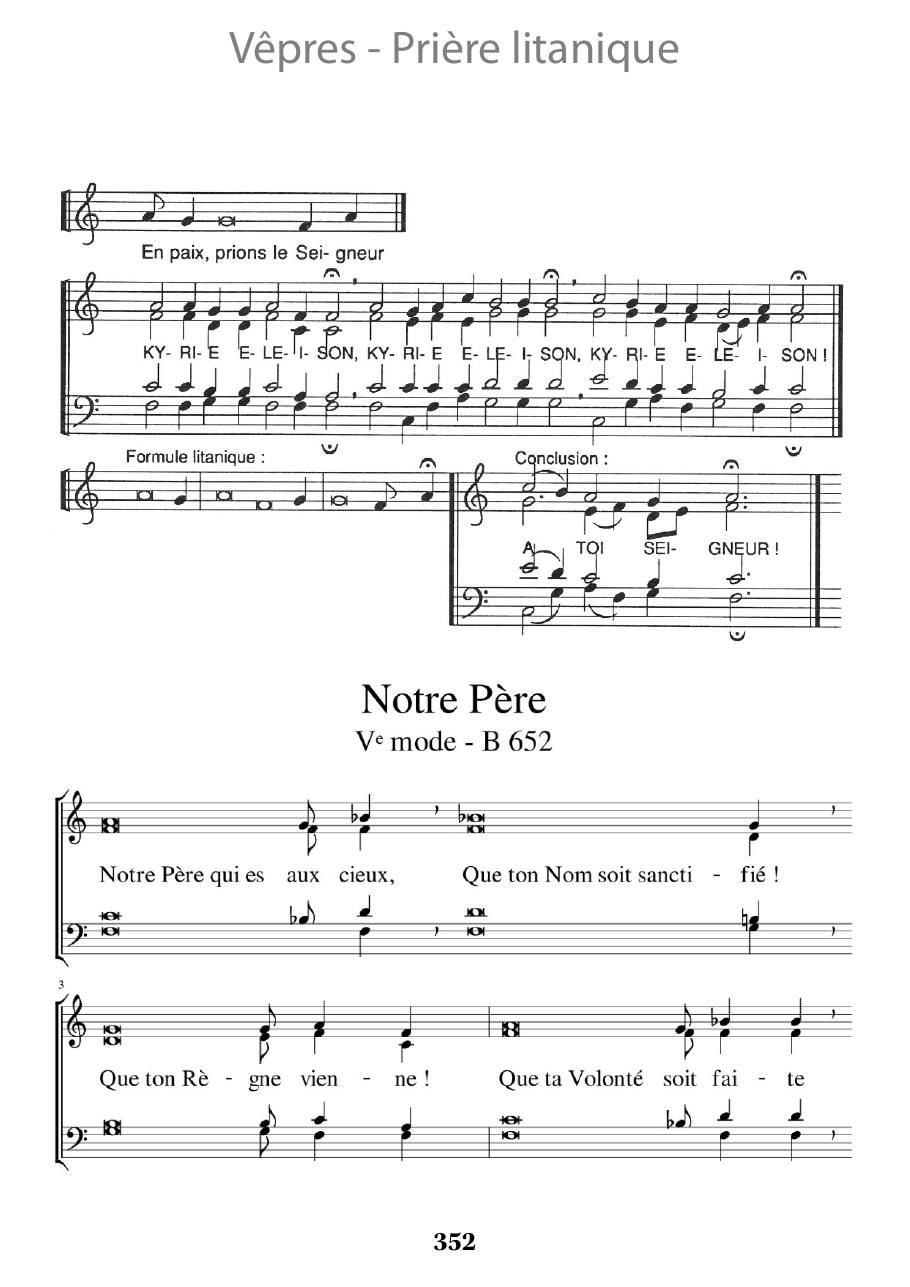 Vêpres - Prière litanique
En paix, prions le Sei- gneur
KY- RI- E E- LE- I- SON, KY- RI- E E- LE- I- SON, KY- RI- E E- LE- I- SON !
Formule litanique :
Conclusion :
A TOI SEI- GNEUR !
Notre Père
Ve mode - B 652
Notre Père qui es aux cieux, Que ton Nom soit sancti - fié !
3
Que ton Rè - gne vien - ne ! Que ta Volonté soit fai - te
352